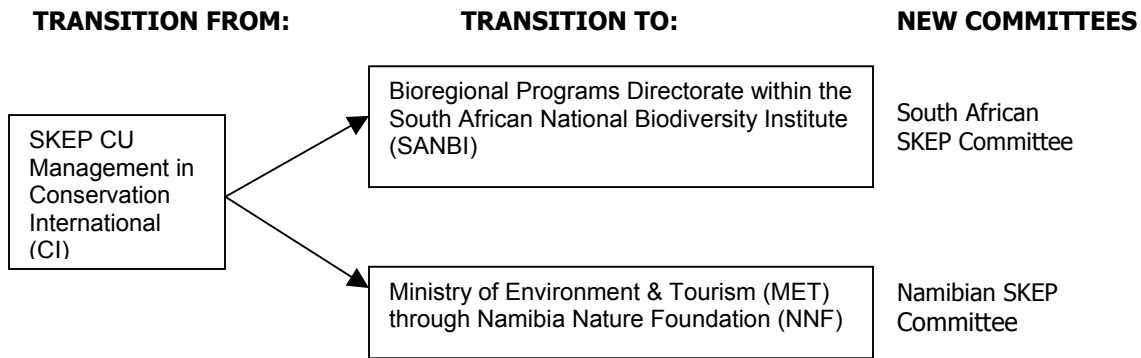 TRANSITION FROM:
TRANSITION TO:
NEW COMMITTEES
SKEP CU
Management in
Conservation
International
(CI)
Bioregional Programs Directorate within the
South African National Biodiversity Institute
(SANBI)
South African
SKEP Committee
Ministry of Environment & Tourism (MET)
through Namibia Nature Foundation (NNF)
Namibian SKEP
Committee